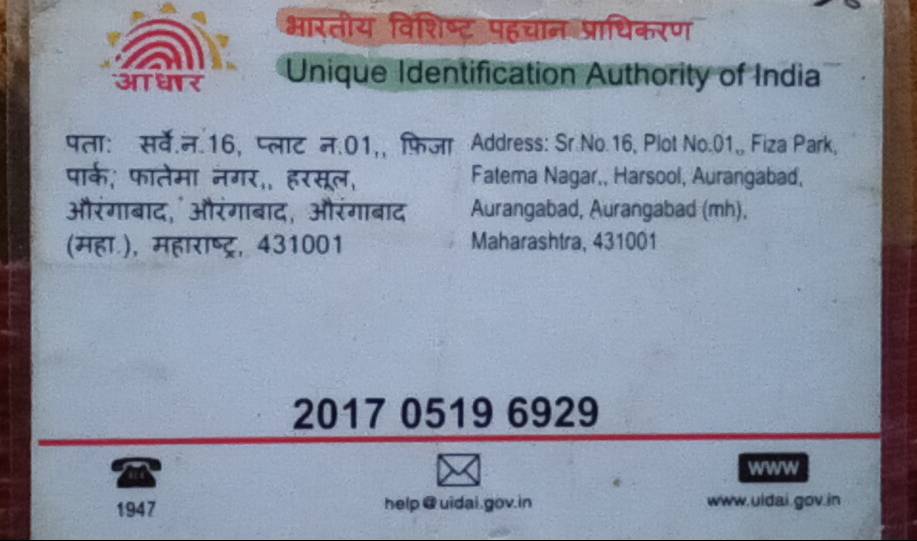 भारतीय विशिष्ट पहचान प्राधिकरण
आधार
Unique Identification Authority of India
पता: सर्वे.न.16, प्लाट न.01,, फ़िजा
पार्क, फातेमा नगर,, हरसूल,
औरंगाबाद, औरंगाबाद, औरंगाबाद
(महा.), महाराष्ट्र, 431001
Address: Sr.No.16, Plot No.01,, Fiza Park,
Fatema Nagar,, Harsool, Aurangabad,
Aurangabad, Aurangabad (mh),
Maharashtra, 431001
2017 0519 6929
1947
help@uidai.gov.in
WWW
www.uidai.gov.in